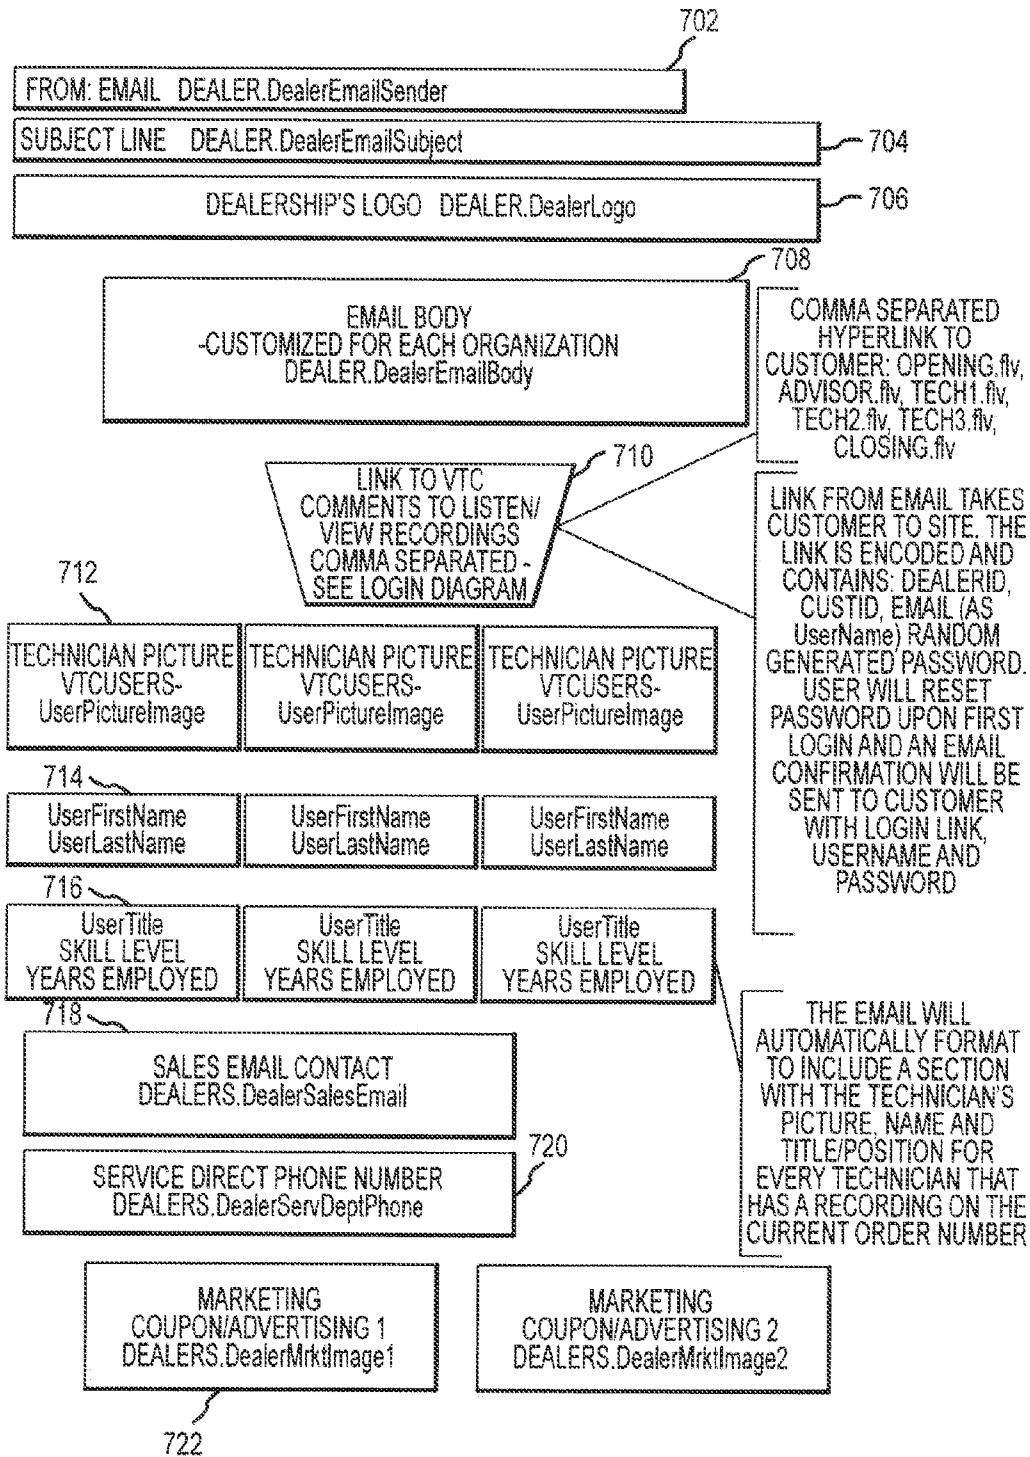 702
FROM: EMAIL DEALER.DealerEmailSender
SUBJECT LINE DEALER.DealerEmailSubject
704
DEALERSHIP'S LOGO DEALER.DealerLogo
706
708
EMAIL BODY
-CUSTOMIZED FOR EACH ORGANIZATION
DEALER.DealerEmailBody
COMMA SEPARATED
HYPERLINK TO
CUSTOMER: OPENING.flv,
ADVISOR.flv, TECH1.flv,
TECH2.flv, TECH3.flv,
CLOSING.flv
710
LINK TO VTC
COMMENTS TO LISTEN/
VIEW RECORDINGS
COMMA SEPARATED -
SEE LOGIN DIAGRAM
LINK FROM EMAIL TAKES
CUSTOMER TO SITE. THE
LINK IS ENCODED AND
CONTAINS: DEALERID,
CUSTID, EMAIL (AS
UserName) RANDOM
GENERATED PASSWORD.
USER WILL RESET
PASSWORD UPON FIRST
LOGIN AND AN EMAIL
CONFIRMATION WILL BE
SENT TO CUSTOMER
WITH LOGIN LINK,
USERNAME AND
PASSWORD
712
TECHNICIAN PICTURE
VTCUSERS-
UserPictureImage
TECHNICIAN PICTURE
VTCUSERS-
UserPictureImage
TECHNICIAN PICTURE
VTCUSERS-
UserPictureImage
714
UserFirstName
UserLastName
UserFirstName
UserLastName
UserFirstName
UserLastName
716
UserTitle
SKILL LEVEL
YEARS EMPLOYED
UserTitle
SKILL LEVEL
YEARS EMPLOYED
UserTitle
SKILL LEVEL
YEARS EMPLOYED
THE EMAIL WILL
AUTOMATICALLY FORMAT
TO INCLUDE A SECTION
WITH THE TECHNICIAN'S
PICTURE, NAME AND
TITLE/POSITION FOR
EVERY TECHNICIAN THAT
HAS A RECORDING ON THE
CURRENT ORDER NUMBER
718
SALES EMAIL CONTACT
DEALERS.DealerSalesEmail
720
SERVICE DIRECT PHONE NUMBER
DEALERS.DealerServDeptPhone
MARKETING
COUPON/ADVERTISING 1
DEALERS.DealerMrktImage1
MARKETING
COUPON/ADVERTISING 2
DEALERS.DealerMrktImage2
722